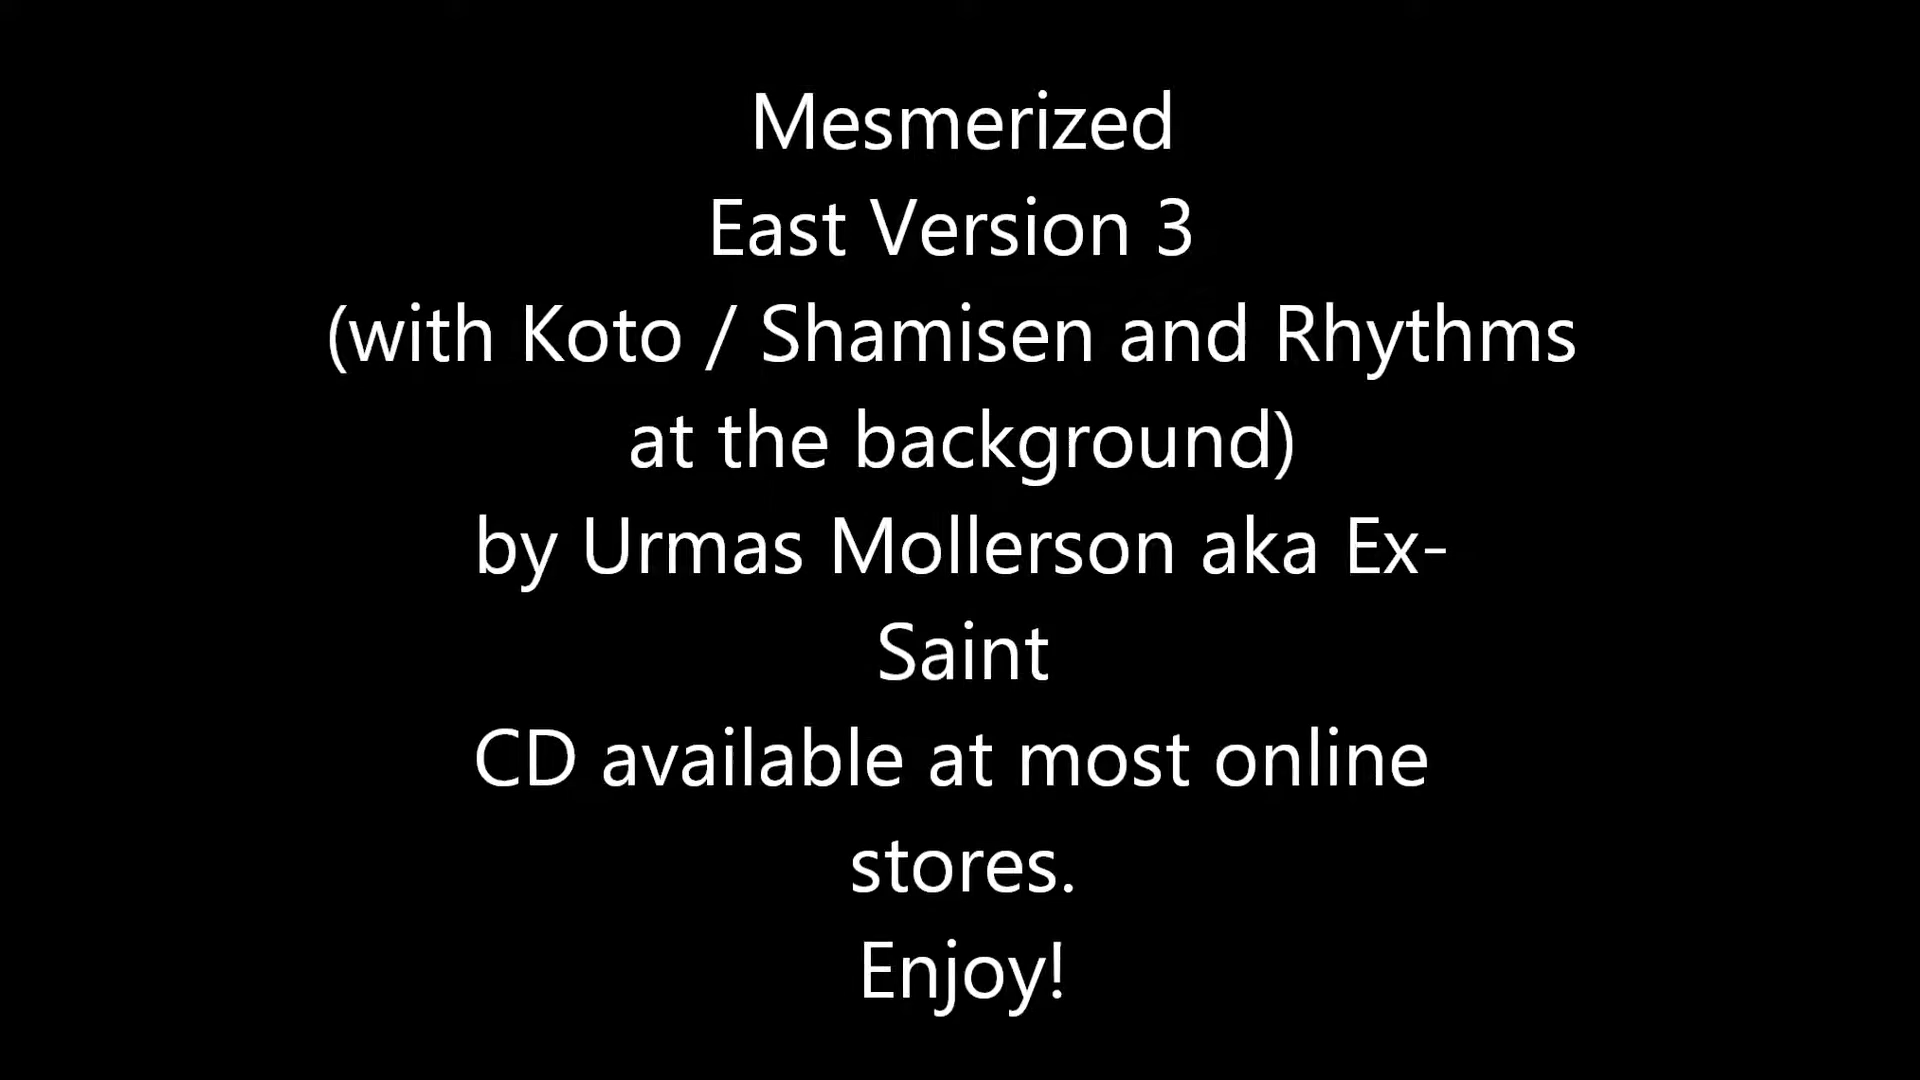 Mesmerized
East Version 3
(with Koto / Shamisen and Rhythms
at the background)
by Urmas Mollerson aka Ex-
Saint
CD available at most online
stores.
Enjoy!